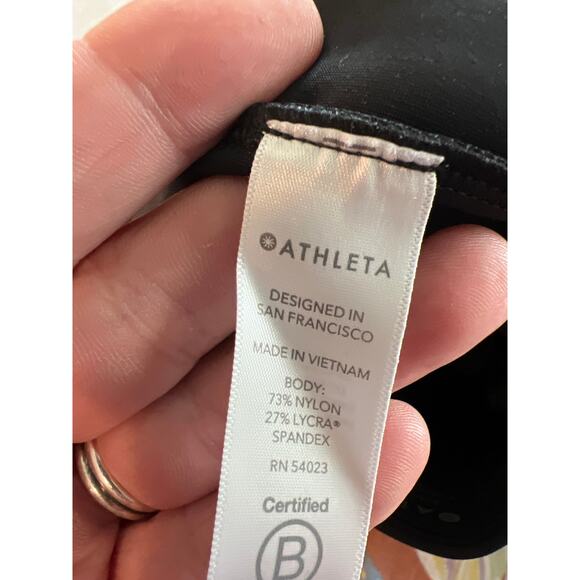 ATHLETA
DESIGNED IN
SAN FRANCISCO
MADE IN VIETNAM
BODY:
73% NYLON
27% LYCRA®
SPANDEX
RN 54023
Certified
B